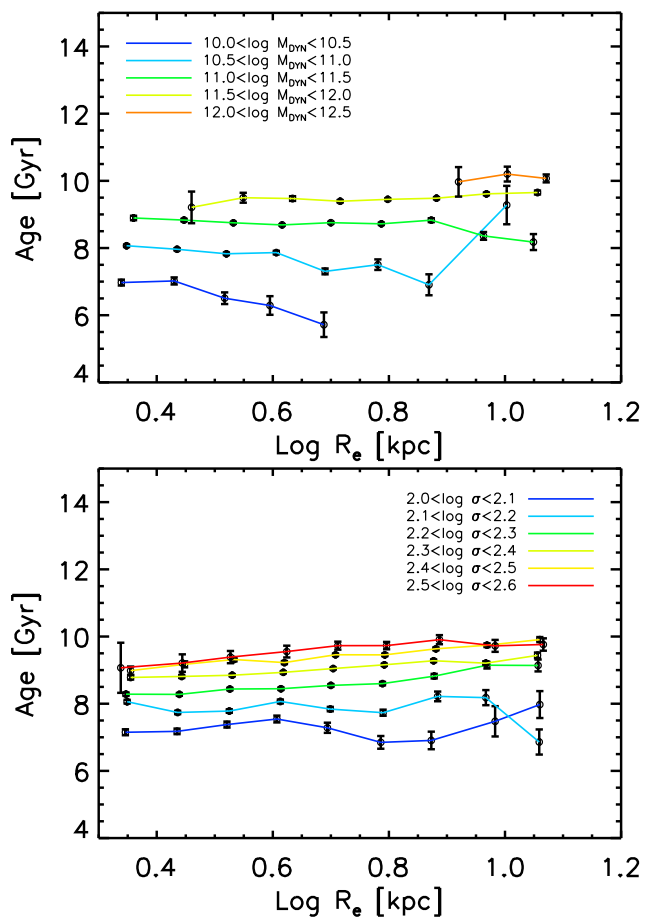 14
12
10
8
6
4
Age [Gyr]
10.0<log M_DYN<10.5
10.5<log M_DYN<11.0
11.0<log M_DYN<11.5
11.5<log M_DYN<12.0
12.0<log M_DYN<12.5
0.4 0.6 0.8 1.0 1.2
Log R_e [kpc]
14
12
10
8
6
4
Age [Gyr]
2.0<log σ<2.1
2.1<log σ<2.2
2.2<log σ<2.3
2.3<log σ<2.4
2.4<log σ<2.5
2.5<log σ<2.6
0.4 0.6 0.8 1.0 1.2
Log R_e [kpc]